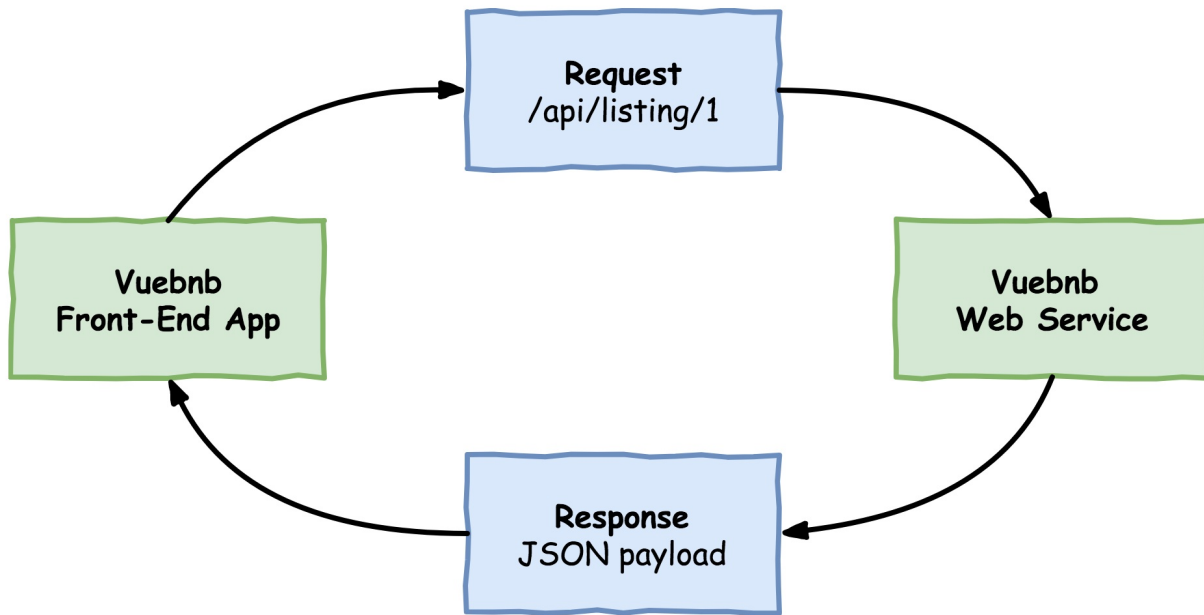 Request
/api/listing/1
Vuebnb
Front-End App
Vuebnb
Web Service
Response
JSON payload